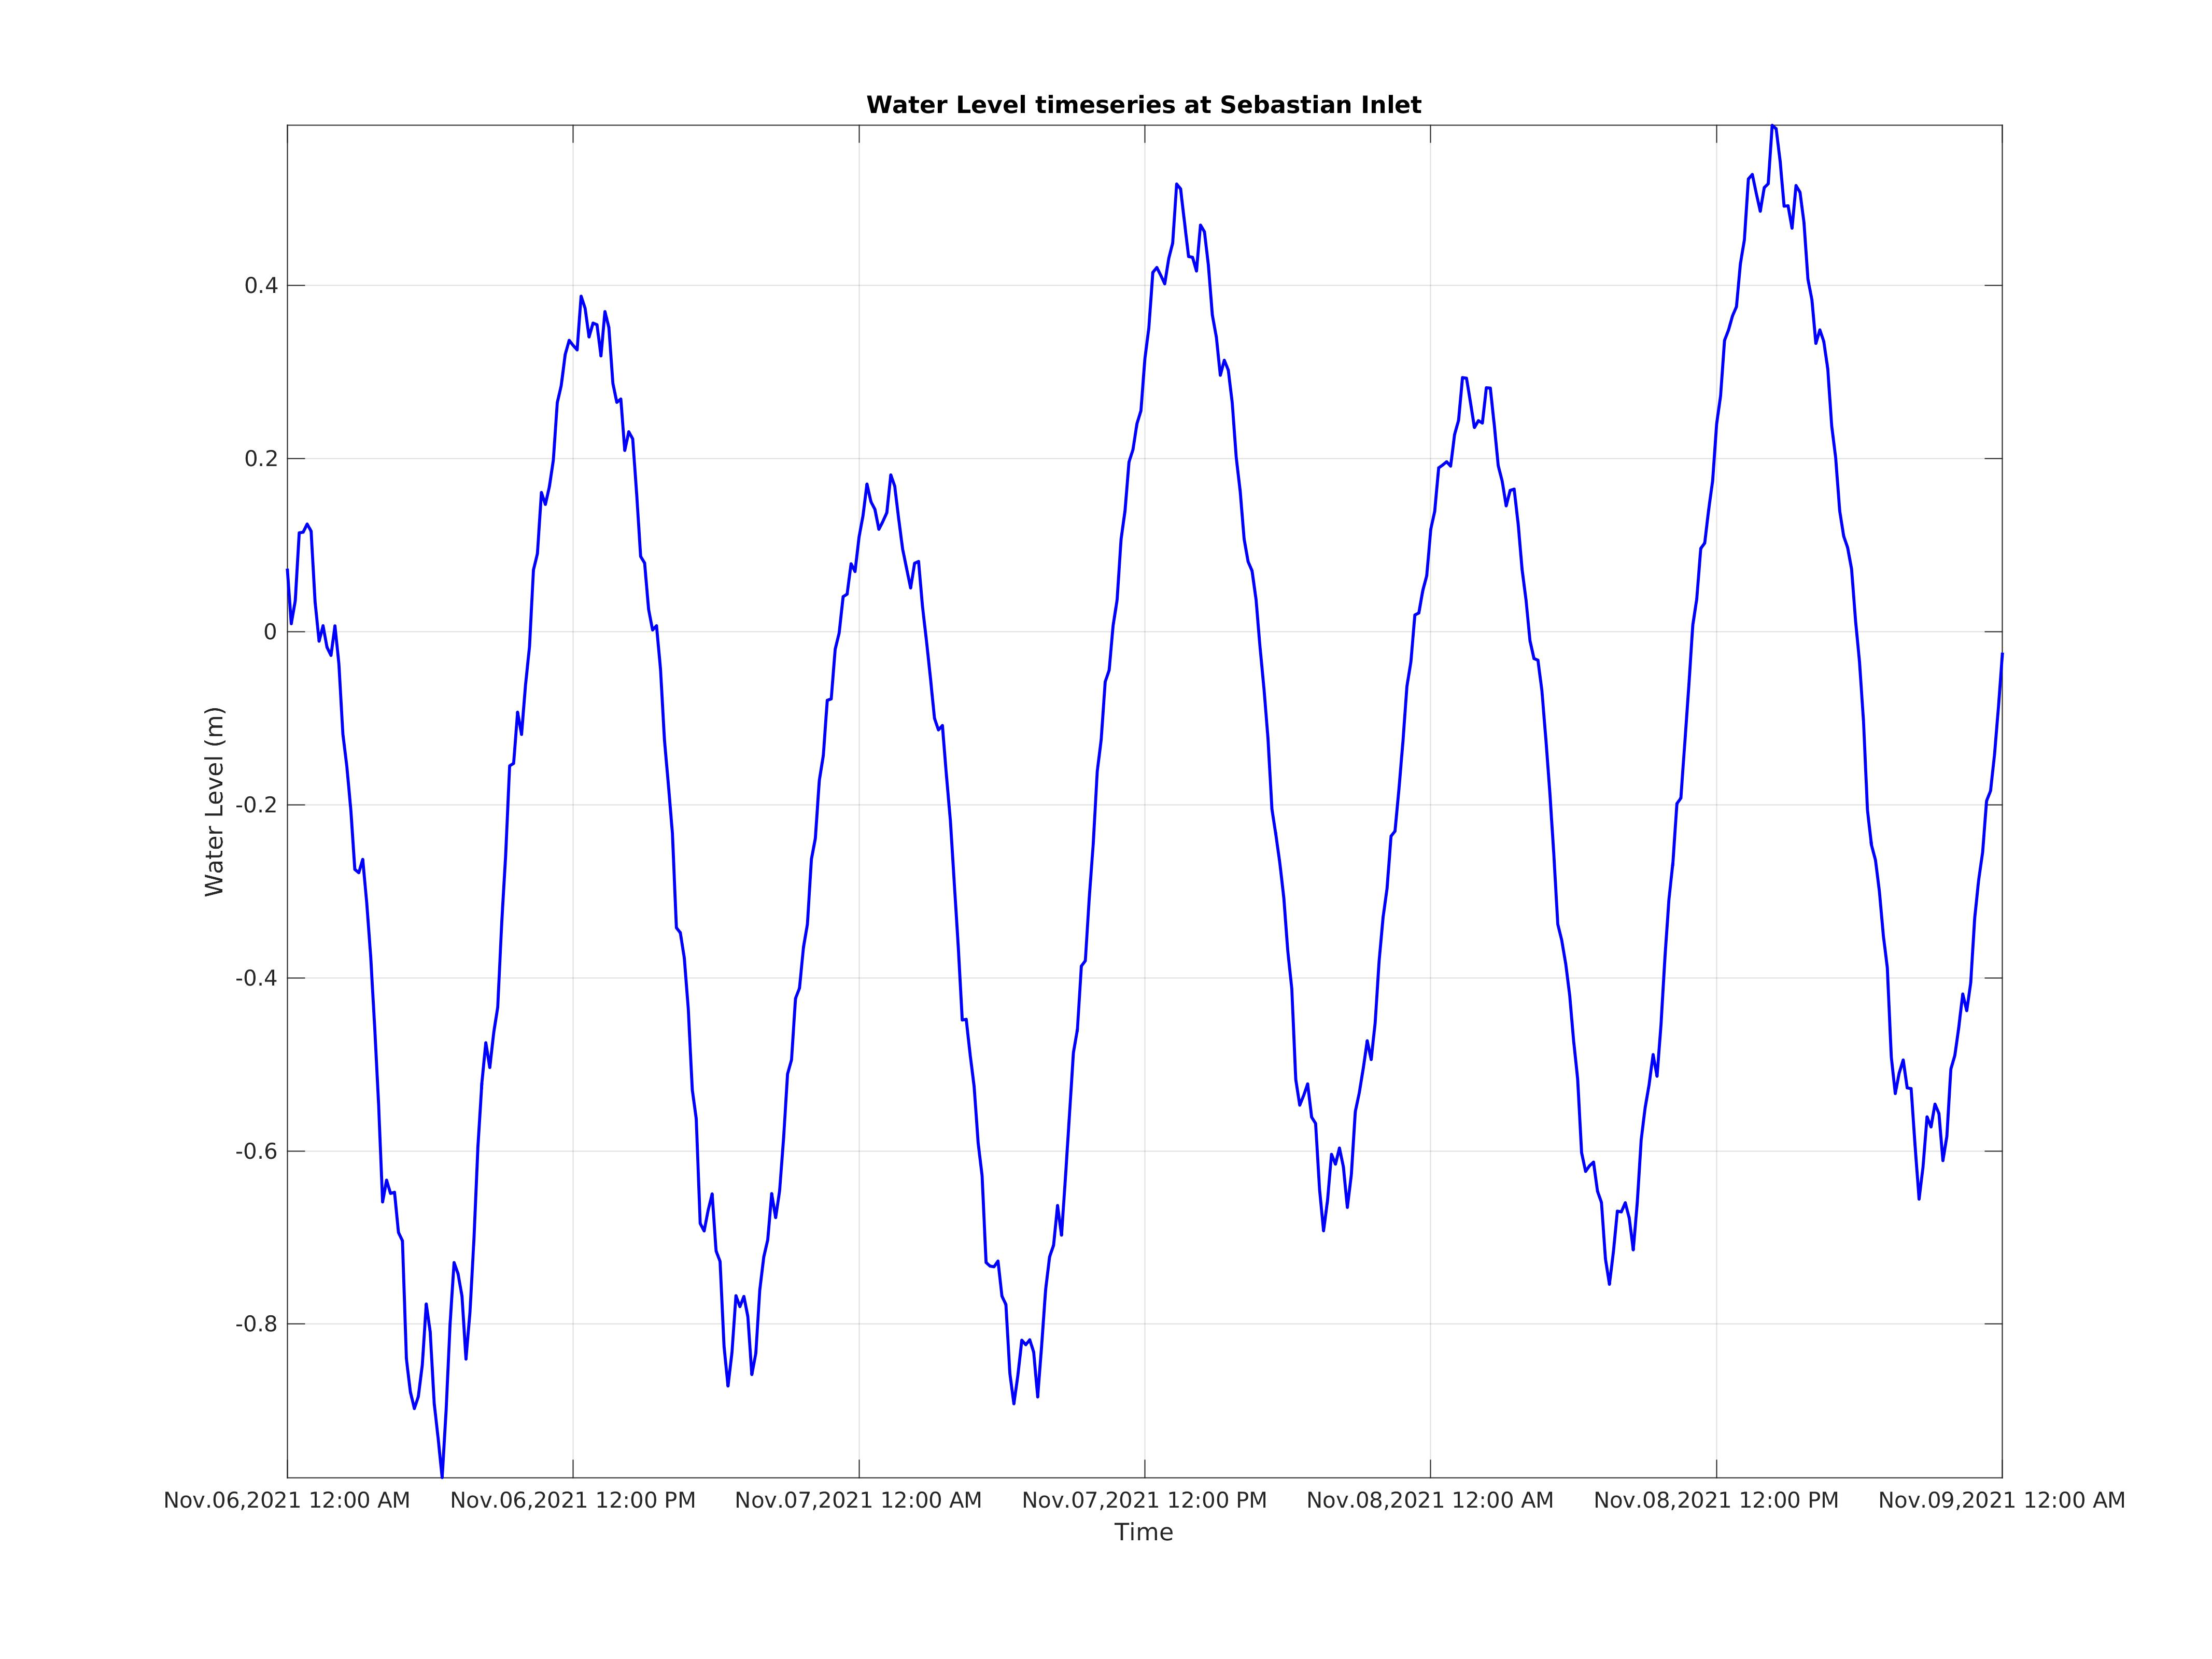 Water Level timeseries at Sebastian Inlet
0.4
0.2
0
-0.2
-0.4
-0.6
-0.8
Water Level (m)
Nov.06,2021 12:00 AM Nov.06,2021 12:00 PM Nov.07,2021 12:00 AM Nov.07,2021 12:00 PM Nov.08,2021 12:00 AM Nov.08,2021 12:00 PM Nov.09,2021 12:00 AM
Time